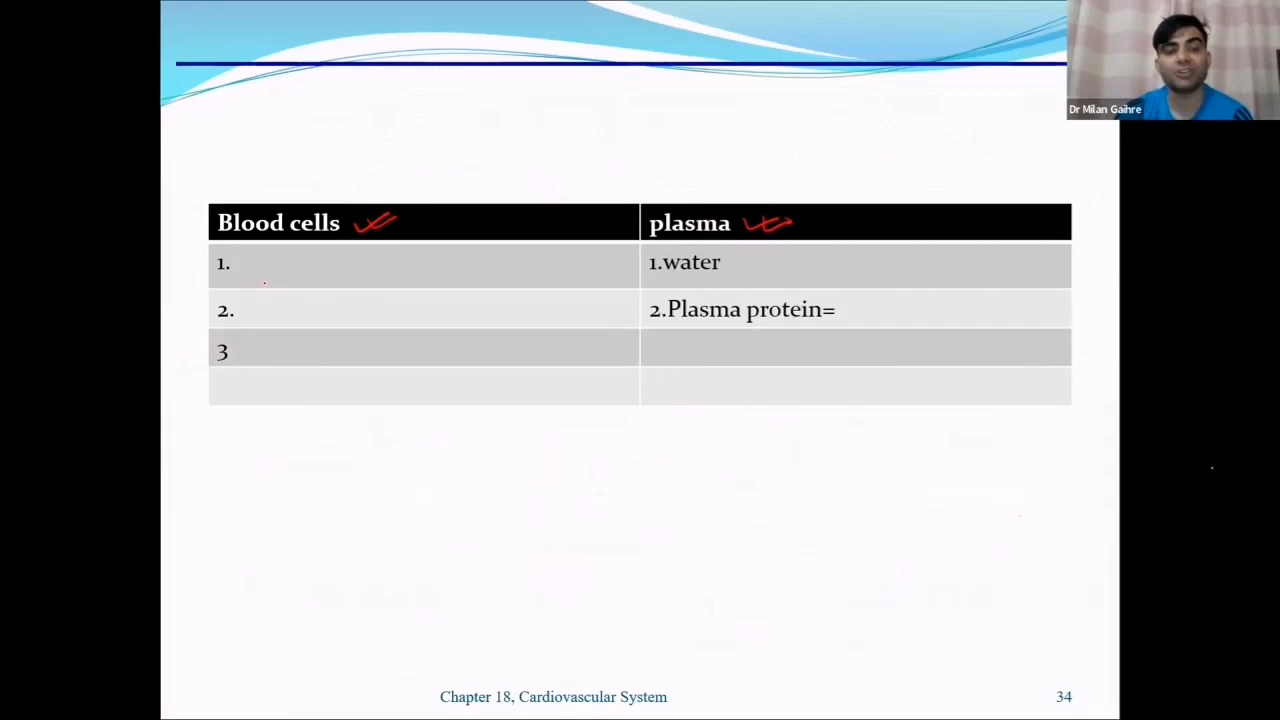 Dr Milan Gaihre
Blood cells plasma
1. 1.water
2. 2.Plasma protein=
3
Chapter 18, Cardiovascular System 34